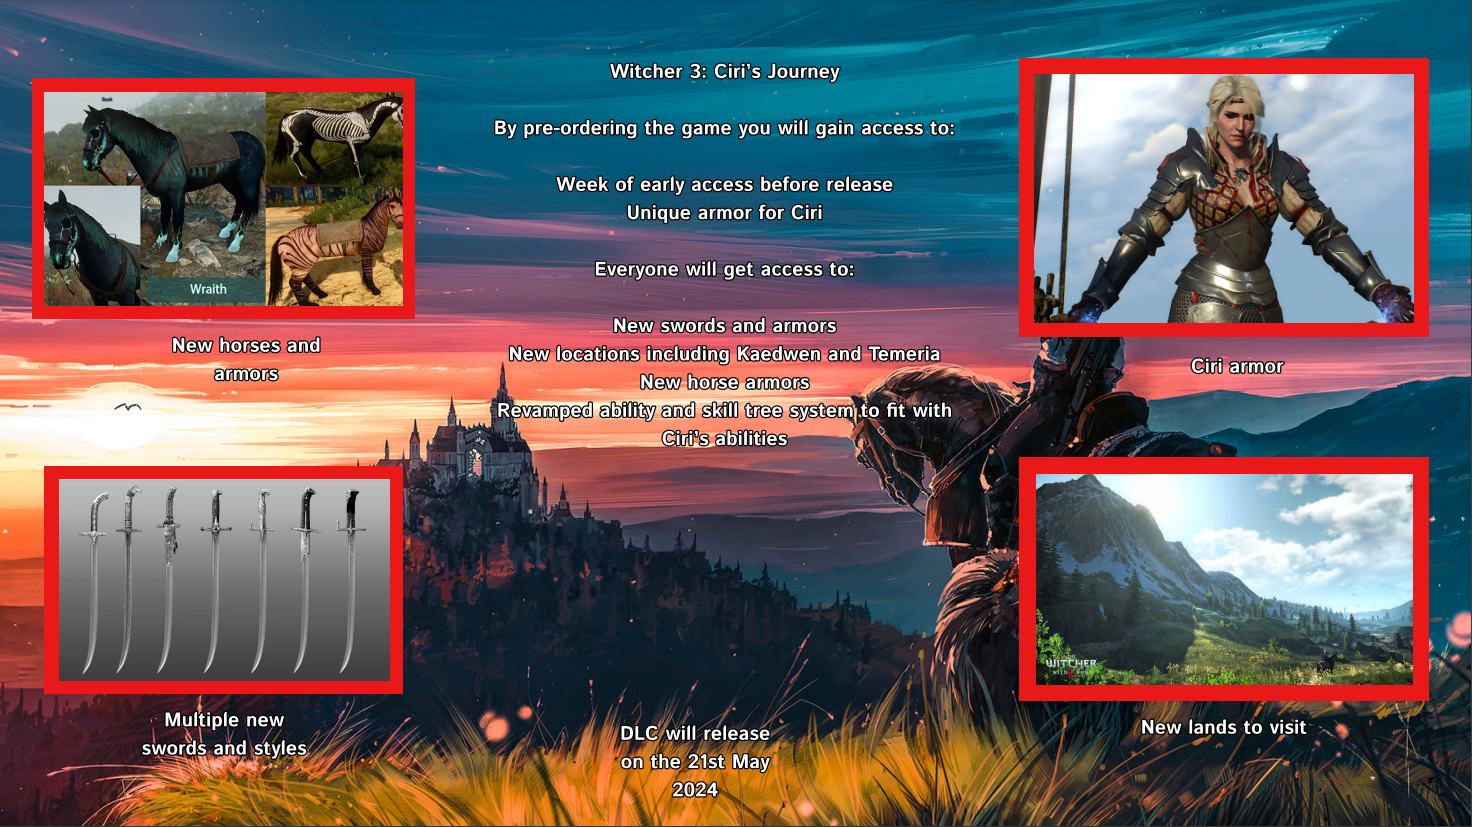 Witcher 3: Ciri's Journey
By pre-ordering the game you will gain access to:
Week of early access before release
Unique armor for Ciri
Everyone will get access to:
New swords and armors
New locations including Kaedwen and Temeria
New horse armors
Revamped ability and skill tree system to fit with
Ciri's abilities
Wraith
New horses and
armors
Ciri armor
Multiple new
swords and styles
WITCHER
New lands to visit
DLC will release
on the 21st May
2024